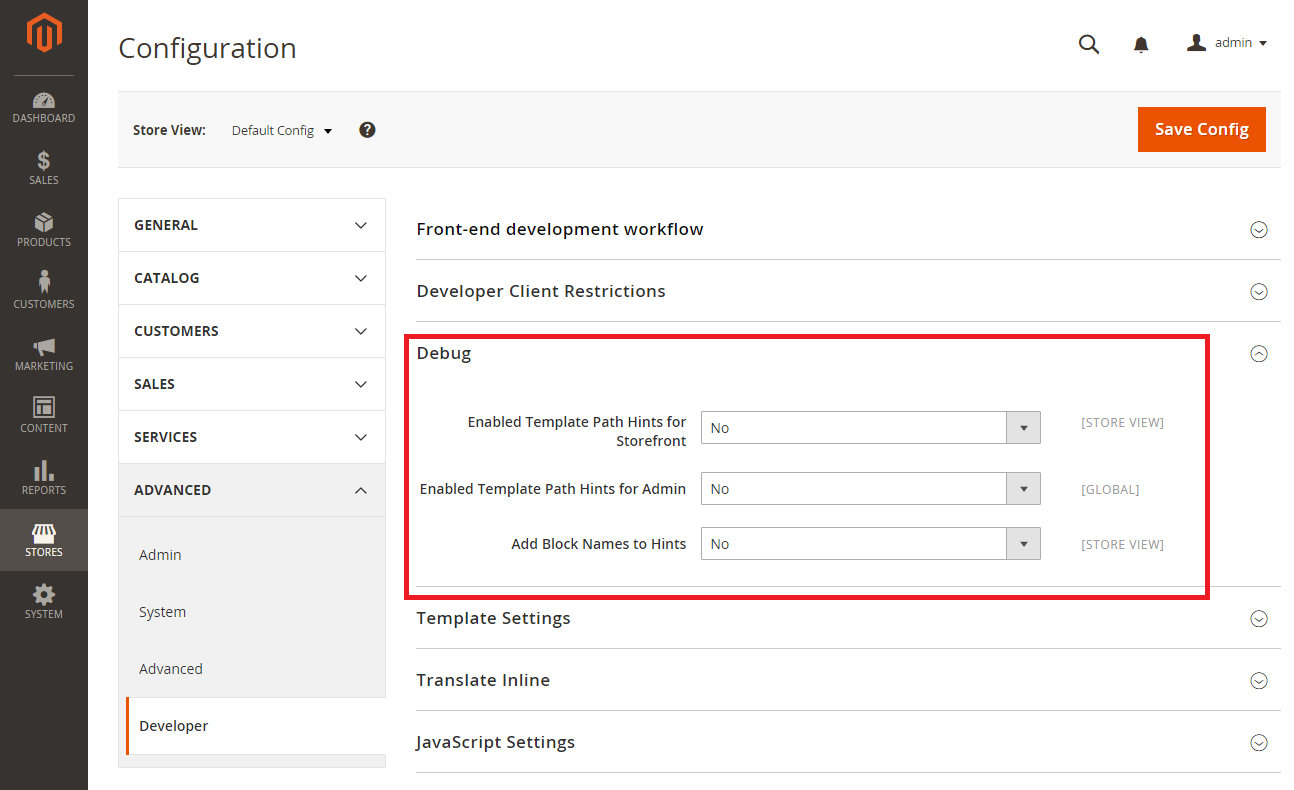 Configuration
admin
DASHBOARD
SALES
PRODUCTS
CUSTOMERS
MARKETING
CONTENT
REPORTS
STORES
SYSTEM
Store View: Default Config ?
Save Config
GENERAL
CATALOG
CUSTOMERS
SALES
SERVICES
ADVANCED
Admin
System
Advanced
Developer
Front-end development workflow
Developer Client Restrictions
Debug
Enabled Template Path Hints for
Storefront
No
[STORE VIEW]
Enabled Template Path Hints for Admin
No
[GLOBAL]
Add Block Names to Hints
No
[STORE VIEW]
Template Settings
Translate Inline
JavaScript Settings